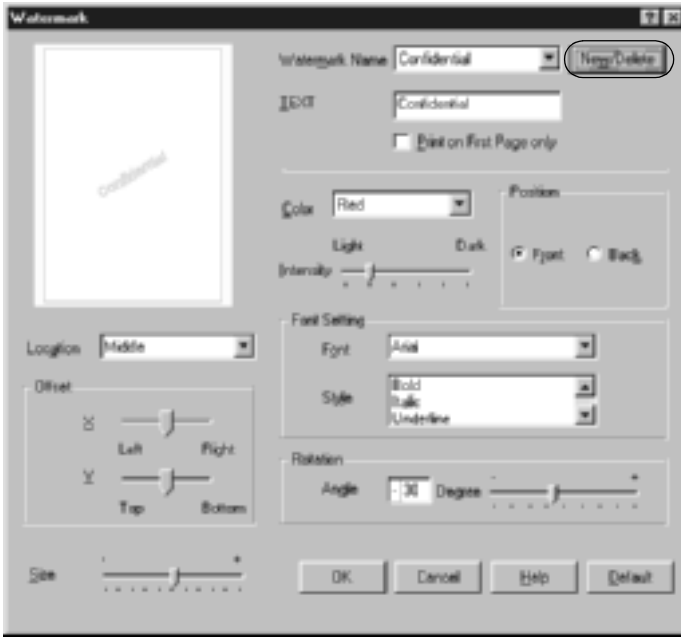 Watermark
Watermark Name Confidential New/Delete
TEXT Confidential
Print on First Page only
Confidential
Color Red
Position
Light Dark
Intensity
Front Back
Location Middle
Font Setting
Font Arial
Style Bold
Italic
Underline
Offset
X
Left Right
Y
Top Bottom
Rotation
Angle - 30 Degree - +
Size - +
OK Cancel Help Default